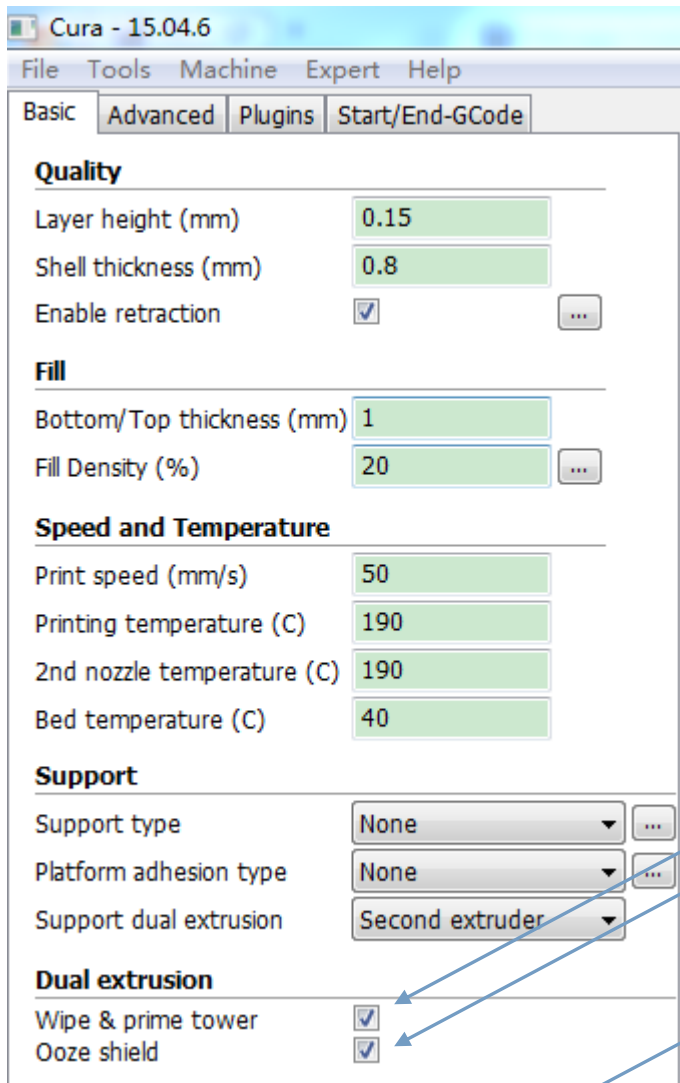 Cura - 15.04.6
File Tools Machine Expert Help
Basic Advanced Plugins Start/End-GCode
Quality
Layer height (mm) 0.15
Shell thickness (mm) 0.8
Enable retraction ...
Fill
Bottom/Top thickness (mm) 1
Fill Density (%) 20 ...
Speed and Temperature
Print speed (mm/s) 50
Printing temperature (C) 190
2nd nozzle temperature (C) 190
Bed temperature (C) 40
Support
Support type None ...
Platform adhesion type None ...
Support dual extrusion Second extruder
Dual extrusion
Wipe & prime tower
Ooze shield